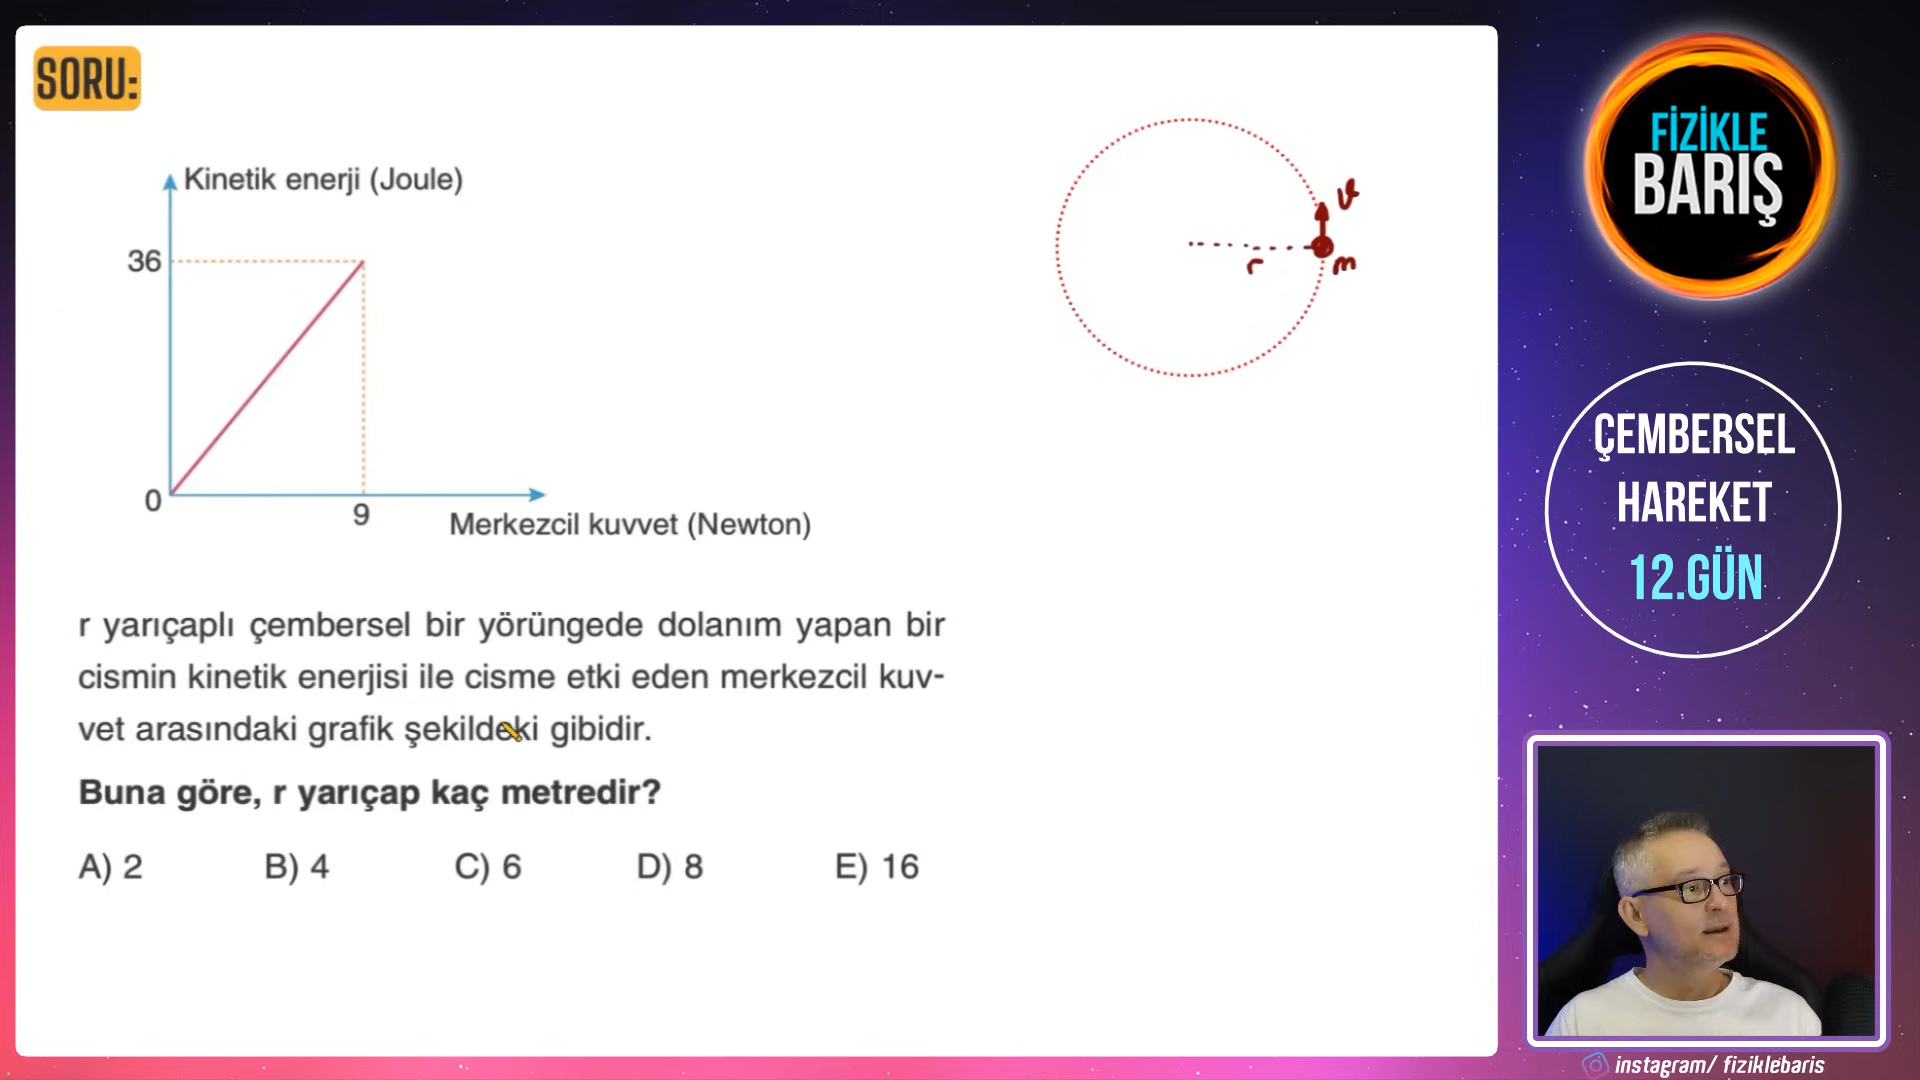 SORU:
Kinetik enerji (Joule)
36
0
9
Merkezcil kuvvet (Newton)
r
m
v
r yarıçaplı çembersel bir yörüngede dolanım yapan bir
cismin kinetik enerjisi ile cisme etki eden merkezcil kuv-
vet arasındaki grafik şekildeki gibidir.
Buna göre, r yarıçap kaç metredir?
A) 2 B) 4 C) 6 D) 8 E) 16
FİZİKLE
BARIŞ
ÇEMBERSEL
HAREKET
12.GÜN
instagram/ fiziklebaris